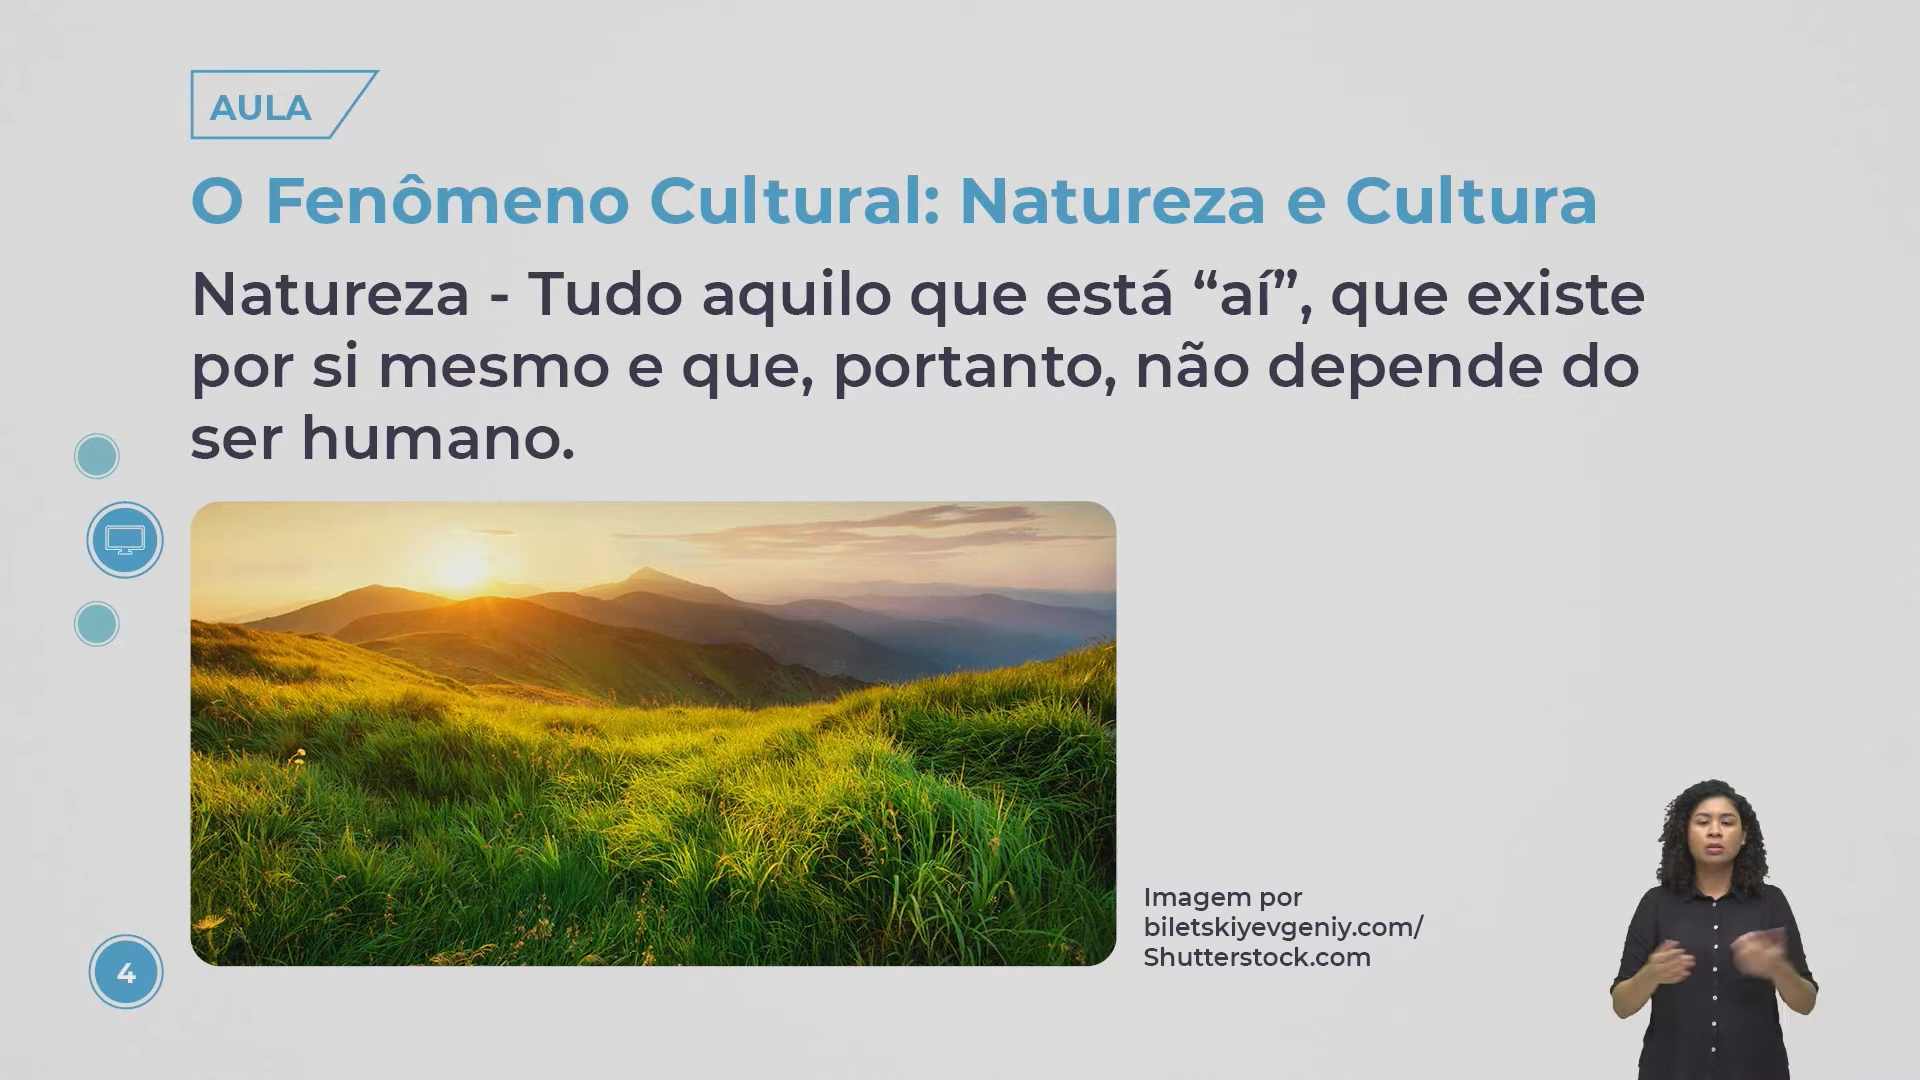 AULA
O Fenômeno Cultural: Natureza e Cultura
Natureza - Tudo aquilo que está “aí”, que existe
por si mesmo e que, portanto, não depende do
ser humano.
Imagem por
biletskiyevgeniy.com/
Shutterstock.com
4